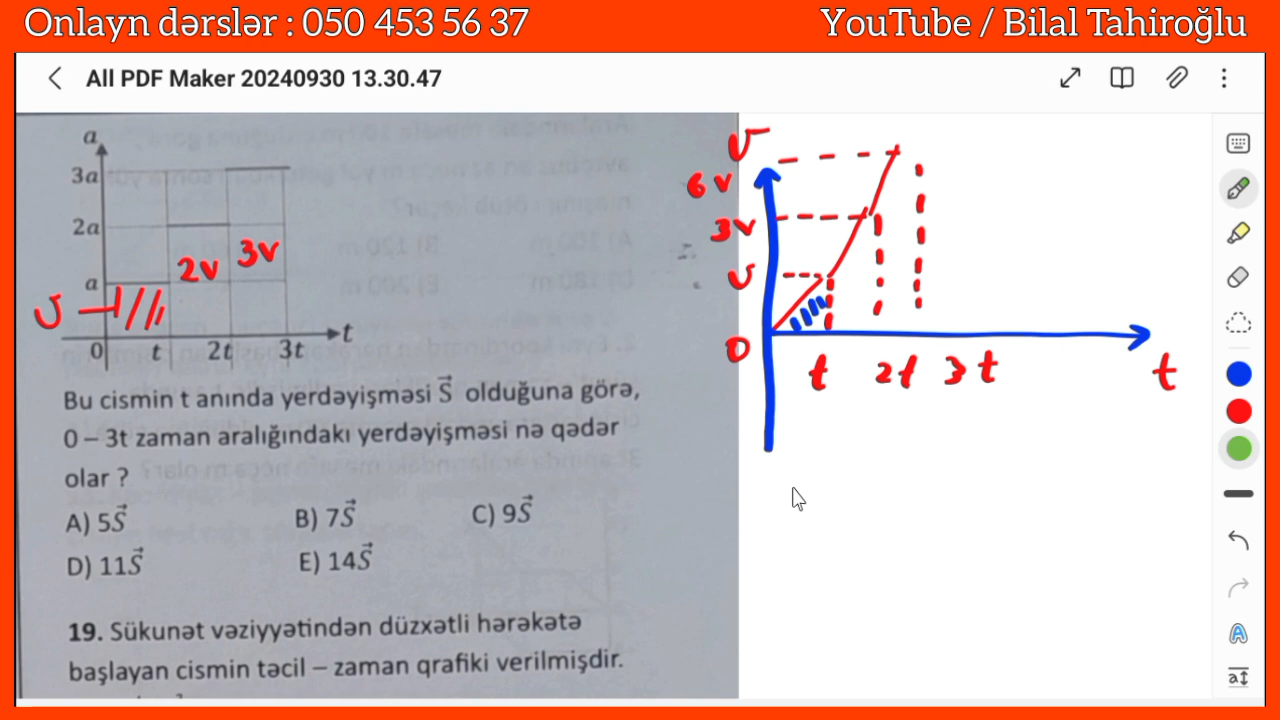 Onlayn dərslər : 050 453 56 37
YouTube / Bilal Tahiroğlu
All PDF Maker 20240930 13.30.47
a
3a
2a
a
0 t 2t 3t t
υ 2v 3v
Bu cismin t anında yerdəyişməsi S⃗ olduğuna görə,
0 – 3t zaman aralığındakı yerdəyişməsi nə qədər
olar ?
A) 5S⃗ B) 7S⃗ C) 9S⃗
D) 11S⃗ E) 14S⃗
19. Sükunət vəziyyətindən düzxətli hərəkətə
başlayan cismin təcil – zaman qrafiki verilmişdir.
υ
6v
3v
υ
0
t 2t 3t t